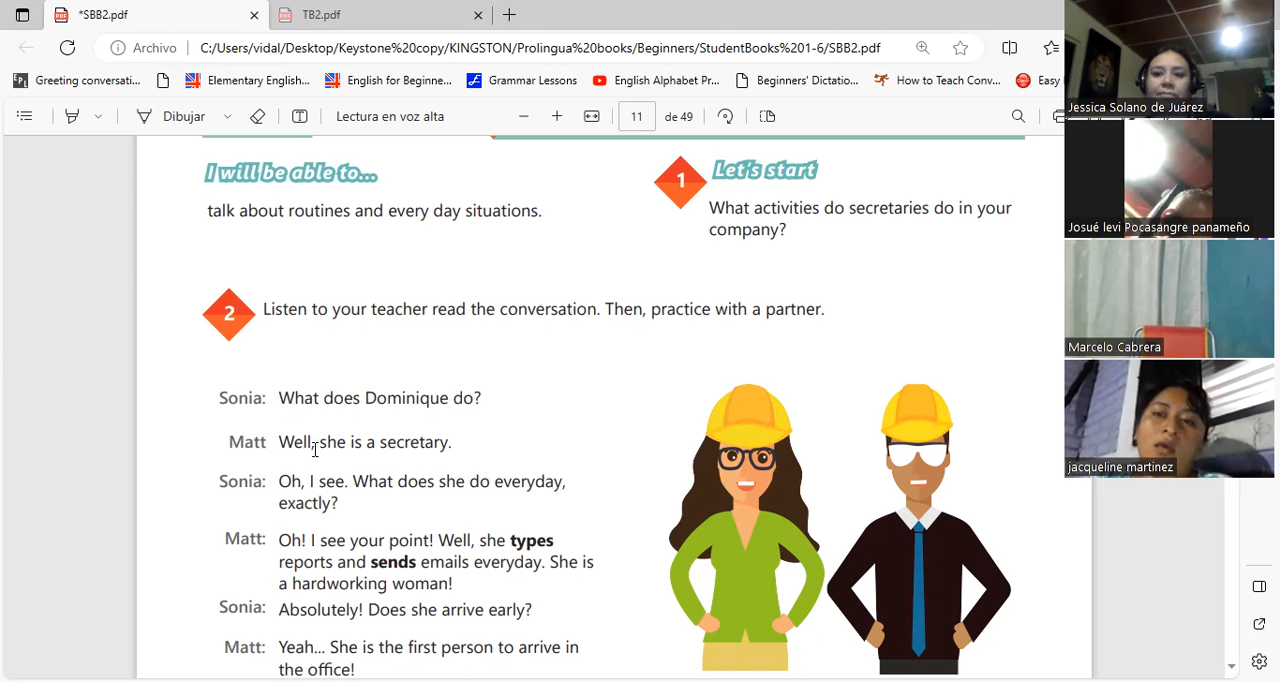 *SBB2.pdf
TB2.pdf
Archivo C:/Users/vidal/Desktop/Keystone%20copy/KINGSTON/Prolingua%20books/Beginners/StudentBooks%201-6/SBB2.pdf
Greeting conversati...
Elementary English...
English for Beginne...
Grammar Lessons
English Alphabet Pr...
Beginners' Dictatio...
How to Teach Conv...
Easy
Dibujar
Lectura en voz alta
11 de 49
I will be able to...
talk about routines and every day situations.
1 Let's start
What activities do secretaries do in your
company?
2 Listen to your teacher read the conversation. Then, practice with a partner.
Sonia: What does Dominique do?
Matt Well, she is a secretary.
Sonia: Oh, I see. What does she do everyday,
exactly?
Matt: Oh! I see your point! Well, she types
reports and sends emails everyday. She is
a hardworking woman!
Sonia: Absolutely! Does she arrive early?
Matt: Yeah... She is the first person to arrive in
the office!
Jessica Solano de Juárez
Josué levi Pocasangre panameño
Marcelo Cabrera
jacqueline martinez